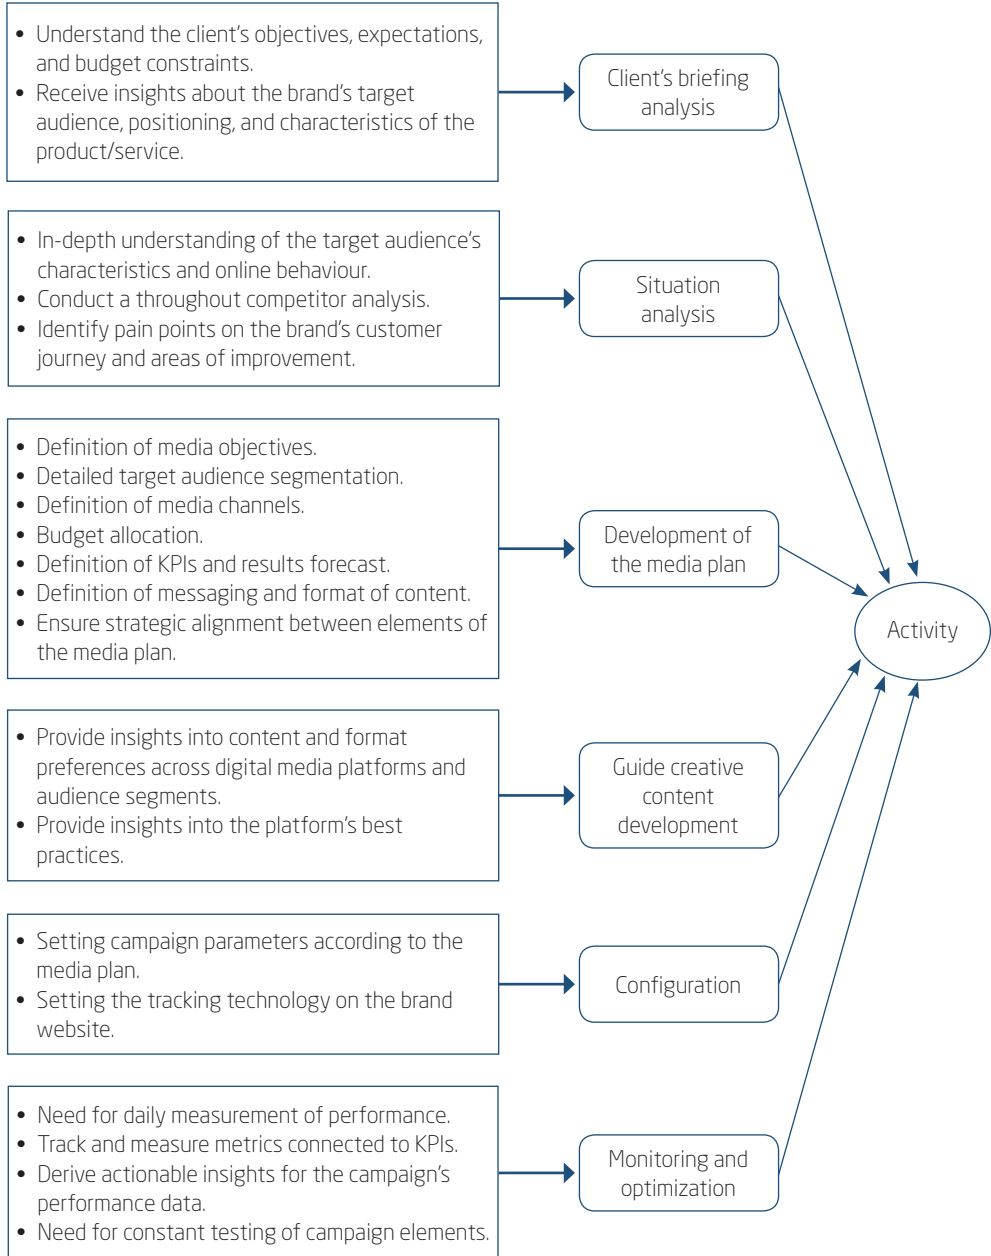 • Understand the client's objectives, expectations,
and budget constraints.
• Receive insights about the brand's target
audience, positioning, and characteristics of the
product/service.
Client's briefing
analysis
• In-depth understanding of the target audience's
characteristics and online behaviour.
• Conduct a throughout competitor analysis.
• Identify pain points on the brand's customer
journey and areas of improvement.
Situation
analysis
• Definition of media objectives.
• Detailed target audience segmentation.
• Definition of media channels.
• Budget allocation.
• Definition of KPIs and results forecast.
• Definition of messaging and format of content.
• Ensure strategic alignment between elements of
the media plan.
Development of
the media plan
Activity
• Provide insights into content and format
preferences across digital media platforms and
audience segments.
• Provide insights into the platform's best
practices.
Guide creative
content
development
• Setting campaign parameters according to the
media plan.
• Setting the tracking technology on the brand
website.
Configuration
• Need for daily measurement of performance.
• Track and measure metrics connected to KPIs.
• Derive actionable insights for the campaign's
performance data.
• Need for constant testing of campaign elements.
Monitoring and
optimization